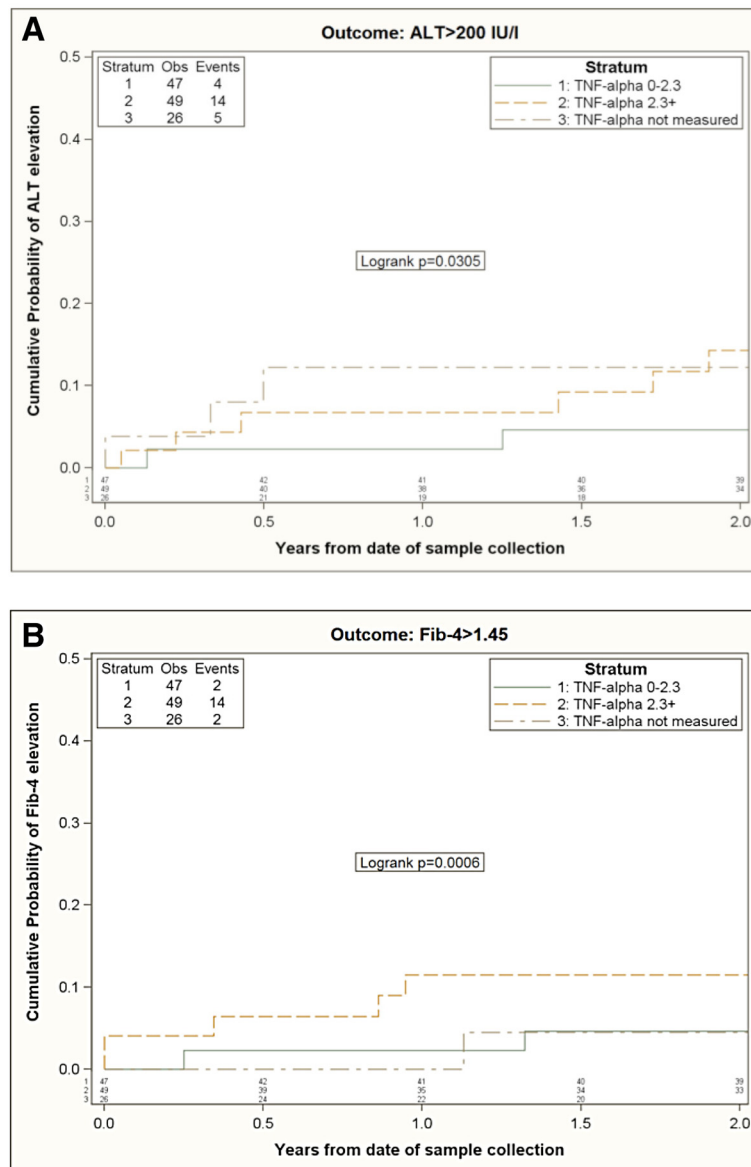 A
Outcome: ALT>200 IU/l
Stratum Obs Events
1 47 4
2 49 14
3 26 5
Stratum
1: TNF-alpha 0-2.3
2: TNF-alpha 2.3+
3: TNF-alpha not measured
Logrank p=0.0305
Cumulative Probability of ALT elevation
0.5
0.4
0.3
0.2
0.1
0.0
1 47 42 41 40 39
2 49 40 38 36 34
3 26 21 19 18
0.0 0.5 1.0 1.5 2.0
Years from date of sample collection
B
Outcome: Fib-4>1.45
Stratum Obs Events
1 47 2
2 49 14
3 26 2
Stratum
1: TNF-alpha 0-2.3
2: TNF-alpha 2.3+
3: TNF-alpha not measured
Logrank p=0.0006
Cumulative Probability of Fib-4 elevation
0.5
0.4
0.3
0.2
0.1
0.0
1 47 42 41 40 39
2 49 39 35 34 33
3 26 24 22 20
0.0 0.5 1.0 1.5 2.0
Years from date of sample collection